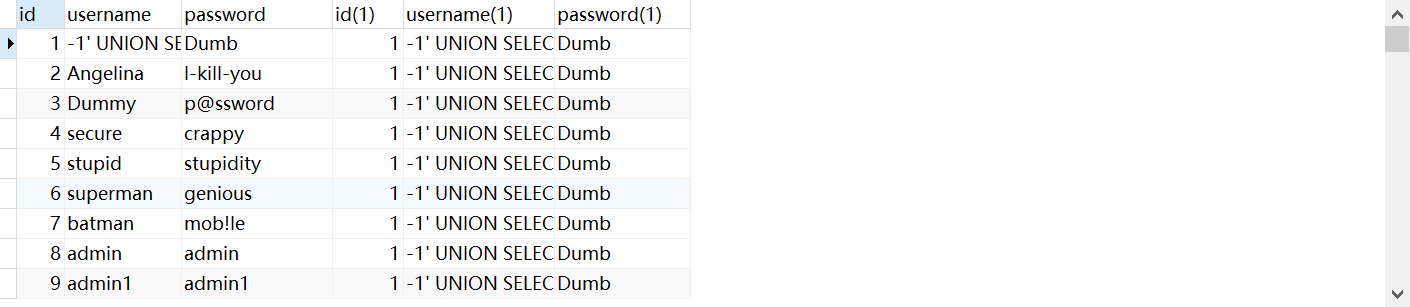 id username password id(1) username(1) password(1)
1 -1' UNION SE Dumb 1 -1' UNION SELEC Dumb
2 Angelina I-kill-you 1 -1' UNION SELEC Dumb
3 Dummy p@ssword 1 -1' UNION SELEC Dumb
4 secure crappy 1 -1' UNION SELEC Dumb
5 stupid stupidity 1 -1' UNION SELEC Dumb
6 superman genious 1 -1' UNION SELEC Dumb
7 batman mob!le 1 -1' UNION SELEC Dumb
8 admin admin 1 -1' UNION SELEC Dumb
9 admin1 admin1 1 -1' UNION SELEC Dumb